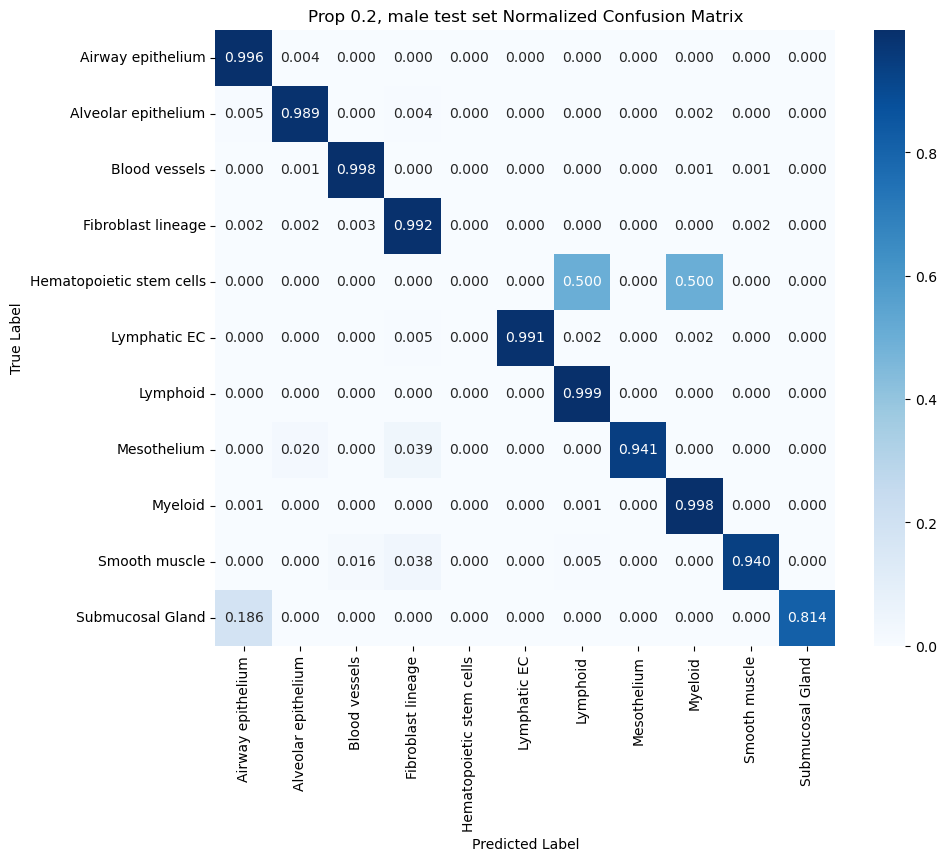 Prop 0.2, male test set Normalized Confusion Matrix
Airway epithelium 0.996 0.004 0.000 0.000 0.000 0.000 0.000 0.000 0.000 0.000 0.000
Alveolar epithelium 0.005 0.989 0.000 0.004 0.000 0.000 0.000 0.000 0.002 0.000 0.000
Blood vessels 0.000 0.001 0.998 0.000 0.000 0.000 0.000 0.000 0.001 0.001 0.000
Fibroblast lineage 0.002 0.002 0.003 0.992 0.000 0.000 0.000 0.000 0.000 0.002 0.000
Hematopoietic stem cells 0.000 0.000 0.000 0.000 0.000 0.000 0.500 0.000 0.500 0.000 0.000
Lymphatic EC 0.000 0.000 0.000 0.005 0.000 0.991 0.002 0.000 0.002 0.000 0.000
Lymphoid 0.000 0.000 0.000 0.000 0.000 0.000 0.999 0.000 0.000 0.000 0.000
Mesothelium 0.000 0.020 0.000 0.039 0.000 0.000 0.000 0.941 0.000 0.000 0.000
Myeloid 0.001 0.000 0.000 0.000 0.000 0.000 0.001 0.000 0.998 0.000 0.000
Smooth muscle 0.000 0.000 0.016 0.038 0.000 0.000 0.005 0.000 0.000 0.940 0.000
Submucosal Gland 0.186 0.000 0.000 0.000 0.000 0.000 0.000 0.000 0.000 0.000 0.814
True Label
Airway epithelium
Alveolar epithelium
Blood vessels
Fibroblast lineage
Hematopoietic stem cells
Lymphatic EC
Lymphoid
Mesothelium
Myeloid
Smooth muscle
Submucosal Gland
Predicted Label
0.8
0.6
0.4
0.2
0.0